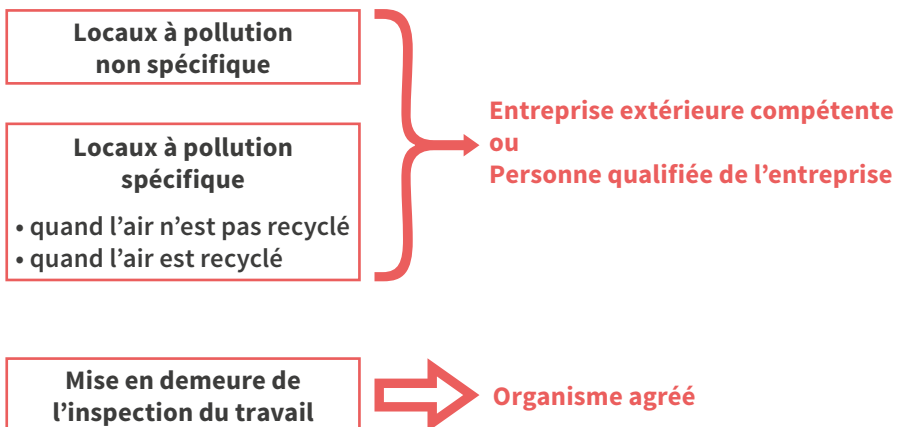 Locaux à pollution
non spécifique
Locaux à pollution
spécifique
• quand l’air n’est pas recyclé
• quand l’air est recyclé
Entreprise extérieure compétente
ou
Personne qualifiée de l’entreprise
Mise en demeure de
l’inspection du travail
Organisme agréé